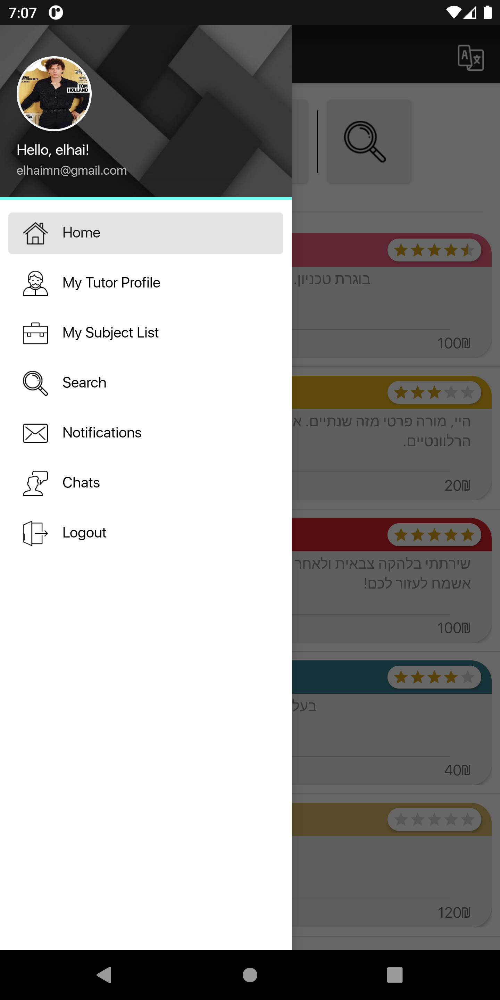 7:07
TOM
HOLLAND
Hello, elhai!
elhaimn@gmail.com
Home
My Tutor Profile
My Subject List
Search
Notifications
Chats
Logout
A 文
בוגרת טכניון.
100₪
היי, מורה פרטי מזה שנתיים. א
הרלוונטיים.
20₪
שירתתי בלהקה צבאית ולאחר
אשמח לעזור לכם!
100₪
בעל
40₪
120₪